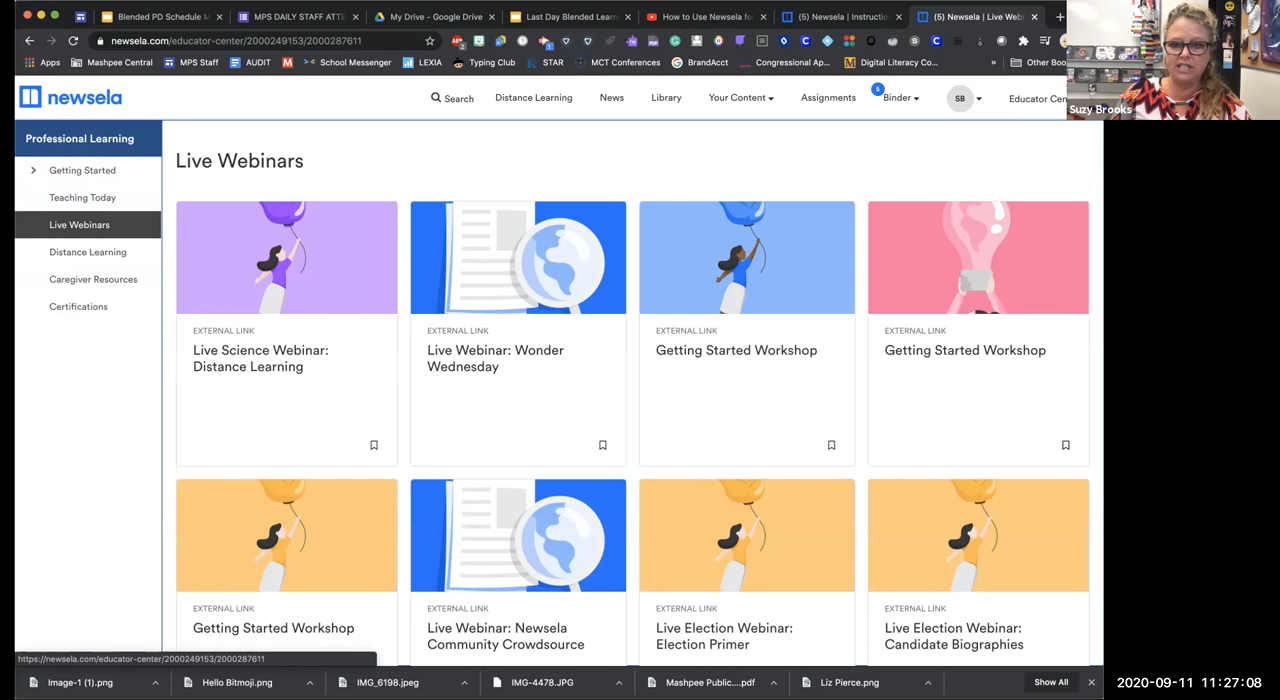 Blended PD Schedule M
MPS DAILY STAFF ATTE
My Drive - Google Drive
Last Day Blended Learn
How to Use Newsela for
(5) Newsela | Instructio
(5) Newsela | Live Webi
newsela.com/educator-center/2000249153/2000287611
Apps
Mashpee Central
MPS Staff
AUDIT
School Messenger
LEXIA
Typing Club
STAR
MCT Conferences
BrandAcct
Congressional Ap...
Digital Literacy Co...
»
Other Boo
Suzy Brooks
newsela
Search
Distance Learning
News
Library
Your Content
Assignments
5
Binder
SB
Educator Cen
Professional Learning
Getting Started
Teaching Today
Live Webinars
Distance Learning
Caregiver Resources
Certifications
Live Webinars
EXTERNAL LINK
Live Science Webinar:
Distance Learning
EXTERNAL LINK
Live Webinar: Wonder
Wednesday
EXTERNAL LINK
Getting Started Workshop
EXTERNAL LINK
Getting Started Workshop
EXTERNAL LINK
Getting Started Workshop
EXTERNAL LINK
Live Webinar: Newsela
Community Crowdsource
EXTERNAL LINK
Live Election Webinar:
Election Primer
EXTERNAL LINK
Live Election Webinar:
Candidate Biographies
https://newsela.com/educator-center/2000249153/2000287611
Image-1 (1).png
Hello Bitmoji.png
IMG_6198.jpeg
IMG-4478.JPG
Mashpee Public....pdf
Liz Pierce.png
Show All
2020-09-11 11:27:08